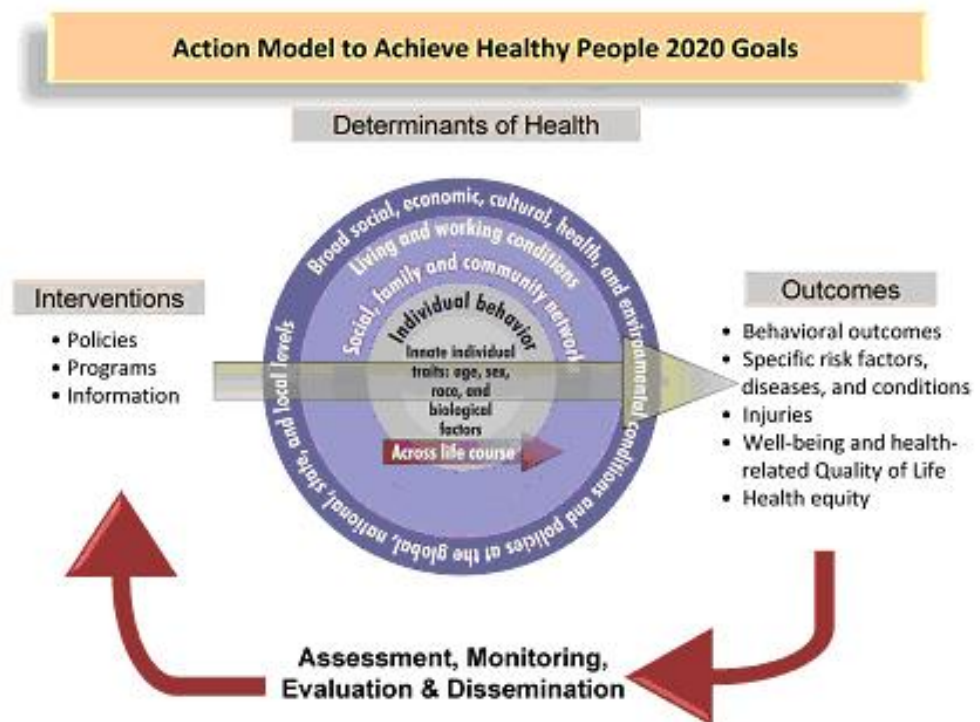 Action Model to Achieve Healthy People 2020 Goals
Determinants of Health
Interventions
• Policies
• Programs
• Information
Broad social, economic, cultural, health, and environmental conditions and policies at the global, national, state, and local levels
Living and working conditions
Social, family and community networks
Individual behavior
Innate individual
traits: age, sex,
race, and
biological
factors
Across life course
Outcomes
• Behavioral outcomes
• Specific risk factors,
diseases, and conditions
• Injuries
• Well-being and health-
related Quality of Life
• Health equity
Assessment, Monitoring,
Evaluation & Dissemination